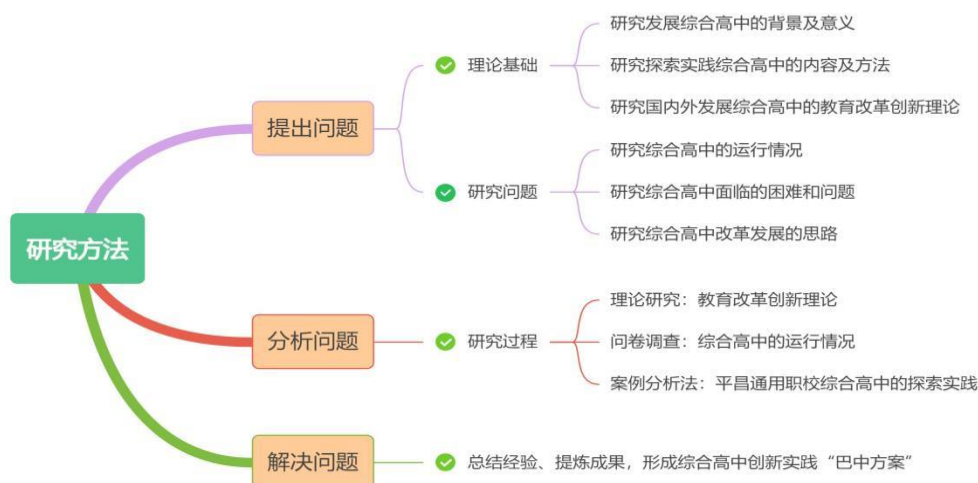 研究方法
提出问题
理论基础
研究发展综合高中的背景及意义
研究探索实践综合高中的内容及方法
研究国内外发展综合高中的教育改革创新理论
研究问题
研究综合高中的运行情况
研究综合高中面临的困难和问题
研究综合高中改革发展的思路
分析问题
研究过程
理论研究：教育改革创新理论
问卷调查：综合高中的运行情况
案例分析法：平昌通用职校综合高中的探索实践
解决问题
总结经验、提炼成果，形成综合高中创新实践“巴中方案”